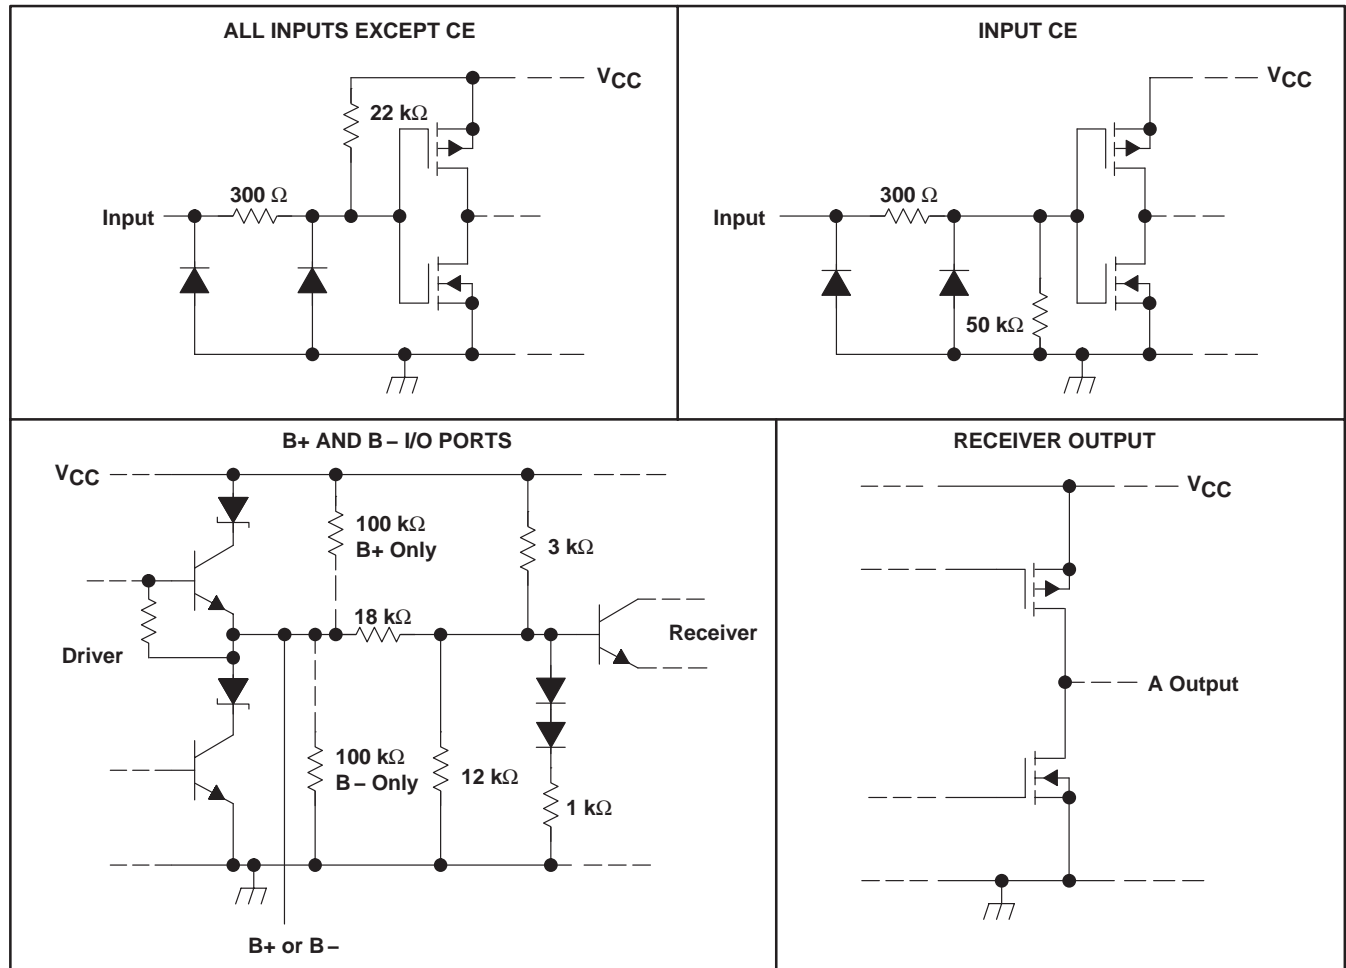 ALL INPUTS EXCEPT CE
VCC
22 kΩ
300 Ω
Input
INPUT CE
VCC
300 Ω
Input
50 kΩ
B+ AND B – I/O PORTS
VCC
100 kΩ
B+ Only
3 kΩ
18 kΩ
Driver
Receiver
100 kΩ
B – Only
12 kΩ
1 kΩ
B+ or B –
RECEIVER OUTPUT
VCC
A Output